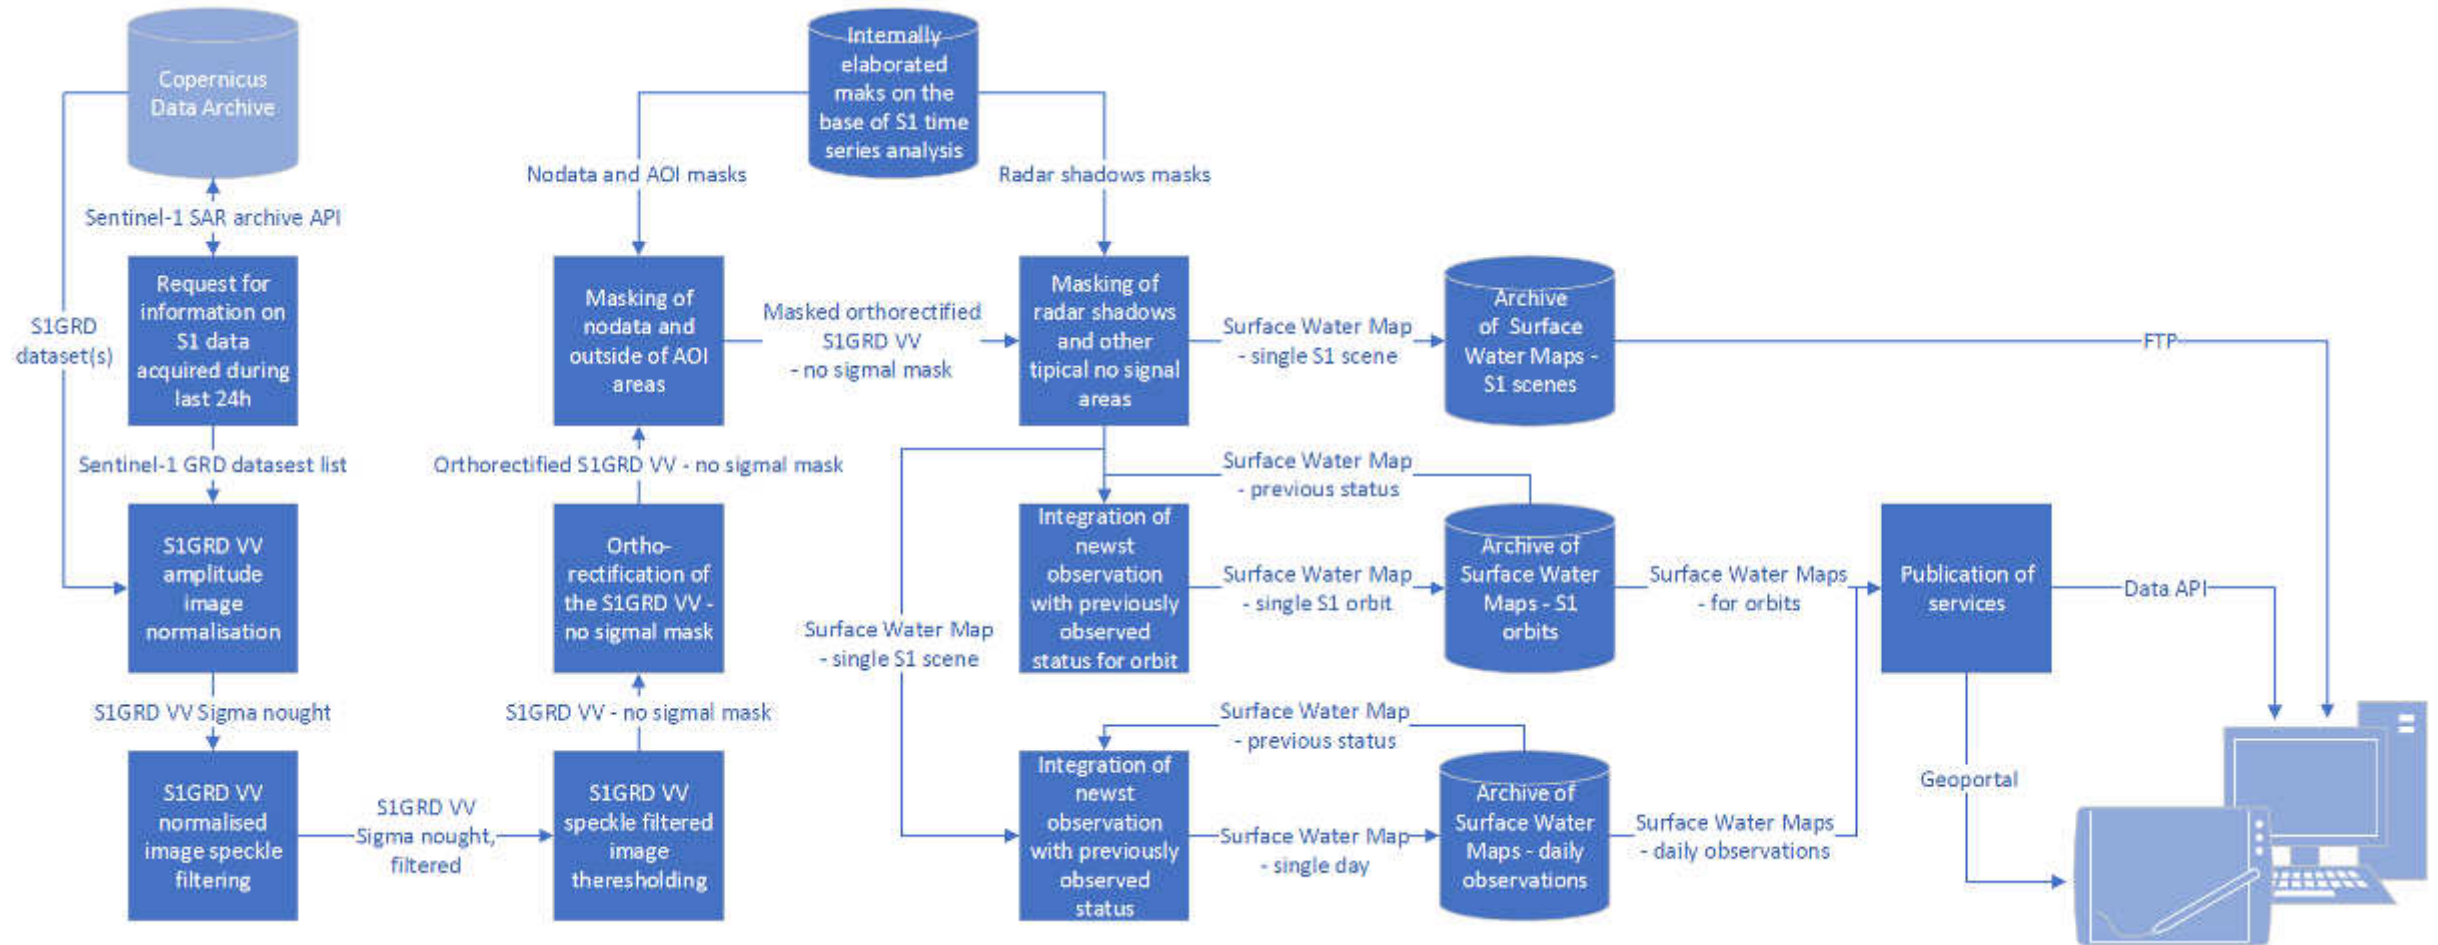 Copernicus
Data Archive
Sentinel-1 SAR archive API
S1GRD
dataset(s)
Request for
information on
S1 data
acquired during
last 24h
Sentinel-1 GRD datasest list
S1GRD VV
amplitude
image
normalisation
S1GRD VV Sigma nought
S1GRD VV
normalised
image speckle
filtering
S1GRD VV
Sigma nought,
filtered
S1GRD VV
speckle filtered
image
theresholding
S1GRD VV - no sigmal mask
Ortho-
rectification of
the S1GRD VV -
no sigmal mask
Orthorectified S1GRD VV - no sigmal mask
Masking of
nodata and
outside of AOI
areas
Nodata and AOI masks
Internally
elaborated
maks on the
base of S1 time
series analysis
Radar shadows masks
Masked orthorectified
S1GRD VV
- no sigmal mask
Masking of
radar shadows
and other
tipical no signal
areas
Surface Water Map
- single S1 scene
Archive
of Surface
Water Maps -
S1 scenes
FTP
Surface Water Map
- previous status
Integration of
newst
observation
with previously
observed
status for orbit
Surface Water Map
- single S1 orbit
Archive of
Surface Water
Maps - S1
orbits
Surface Water Maps
- for orbits
Publication of
services
Data API
Surface Water Map
- single S1 scene
Surface Water Map
- previous status
Integration of
newst
observation
with previously
observed
status
Surface Water Map
- single day
Archive of
Surface Water
Maps - daily
observations
Surface Water Maps
- daily observations
Geoportal